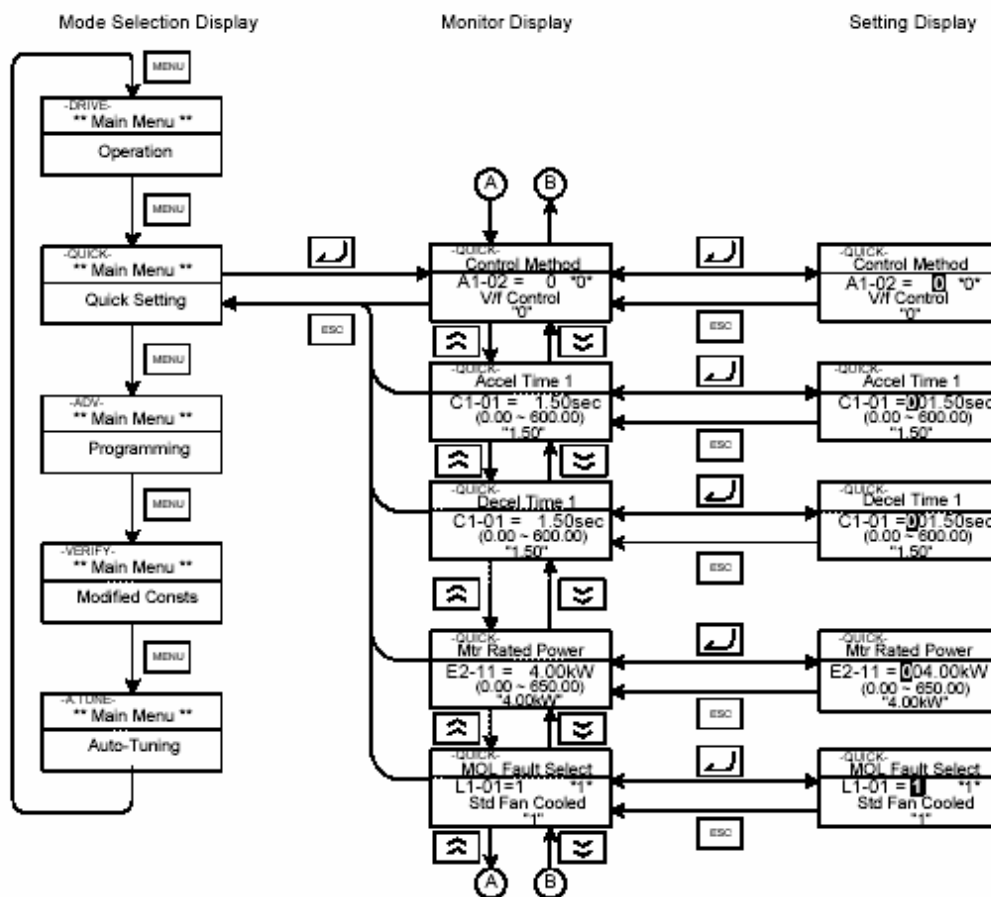 Mode Selection Display
Monitor Display
Setting Display
MENU
-DRIVE-
** Main Menu **
Operation
MENU
-QUICK-
** Main Menu **
Quick Setting
MENU
-ADV-
** Main Menu **
Programming
MENU
-VERIFY-
** Main Menu **
Modified Consts
MENU
-A.TUNE-
** Main Menu **
Auto-Tuning
ESC
A
B
-QUICK-
Control Method
A1-02 = 0 *0*
V/f Control
"0"
-QUICK-
Accel Time 1
C1-01 = 1.50sec
(0.00 ~ 600.00)
"1.50"
-QUICK-
Decel Time 1
C1-01 = 1.50sec
(0.00 ~ 600.00)
"1.50"
-QUICK-
Mtr Rated Power
E2-11 = 4.00kW
(0.00 ~ 650.00)
"4.00kW"
-QUICK-
MOL Fault Select
L1-01=1 *1*
Std Fan Cooled
"1"
A
B
ESC
ESC
ESC
ESC
ESC
-QUICK-
Control Method
A1-02 = 0 *0*
V/f Control
"0"
-QUICK-
Accel Time 1
C1-01 =001.50sec
(0.00 ~ 600.00)
"1.50"
-QUICK-
Decel Time 1
C1-01 =001.50sec
(0.00 ~ 600.00)
"1.50"
-QUICK-
Mtr Rated Power
E2-11 = 004.00kW
(0.00 ~ 650.00)
"4.00kW"
-QUICK-
MOL Fault Select
L1-01 = 1 *1*
Std Fan Cooled
"1"